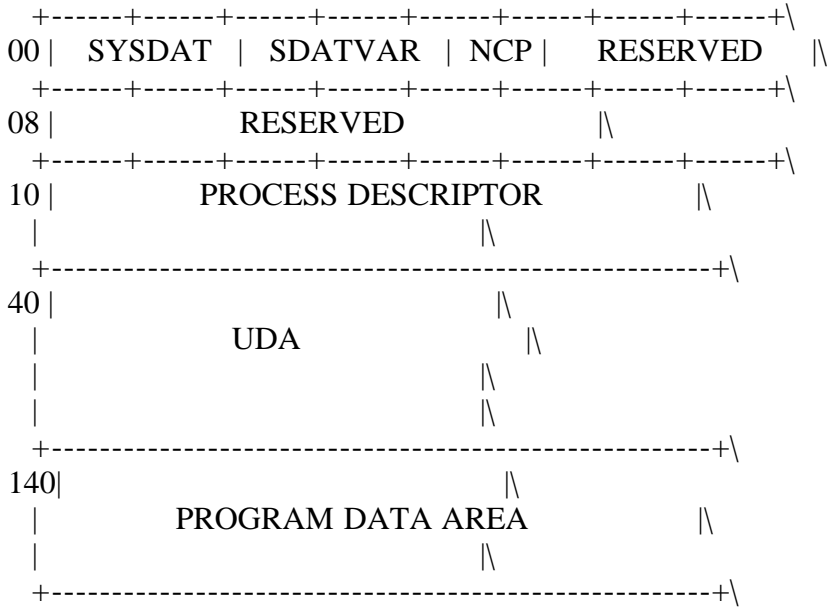 +------+------+------+------+------+------+------+------+\
00 | SYSDAT | SDATVAR | NCP | RESERVED |\
+------+------+------+------+------+------+------+------+\
08 | RESERVED |\
+------+------+------+------+------+------+------+------+\
10 | PROCESS DESCRIPTOR |\
| |\
+-------------------------------------------------------+\
40 | |\
| UDA |\
| |\
| |\
+-------------------------------------------------------+\
140| |\
| PROGRAM DATA AREA |\
| |\
+-------------------------------------------------------+\